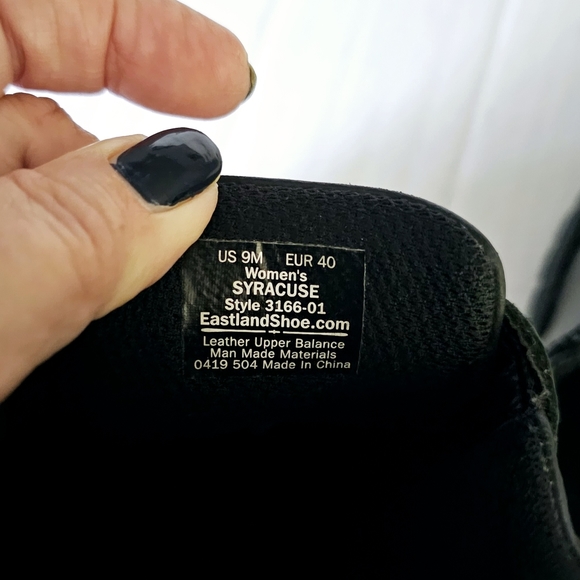 US 9M EUR 40
Women's
SYRACUSE
Style 3166-01
EastlandShoe.com
Leather Upper Balance
Man Made Materials
0419 504 Made In China